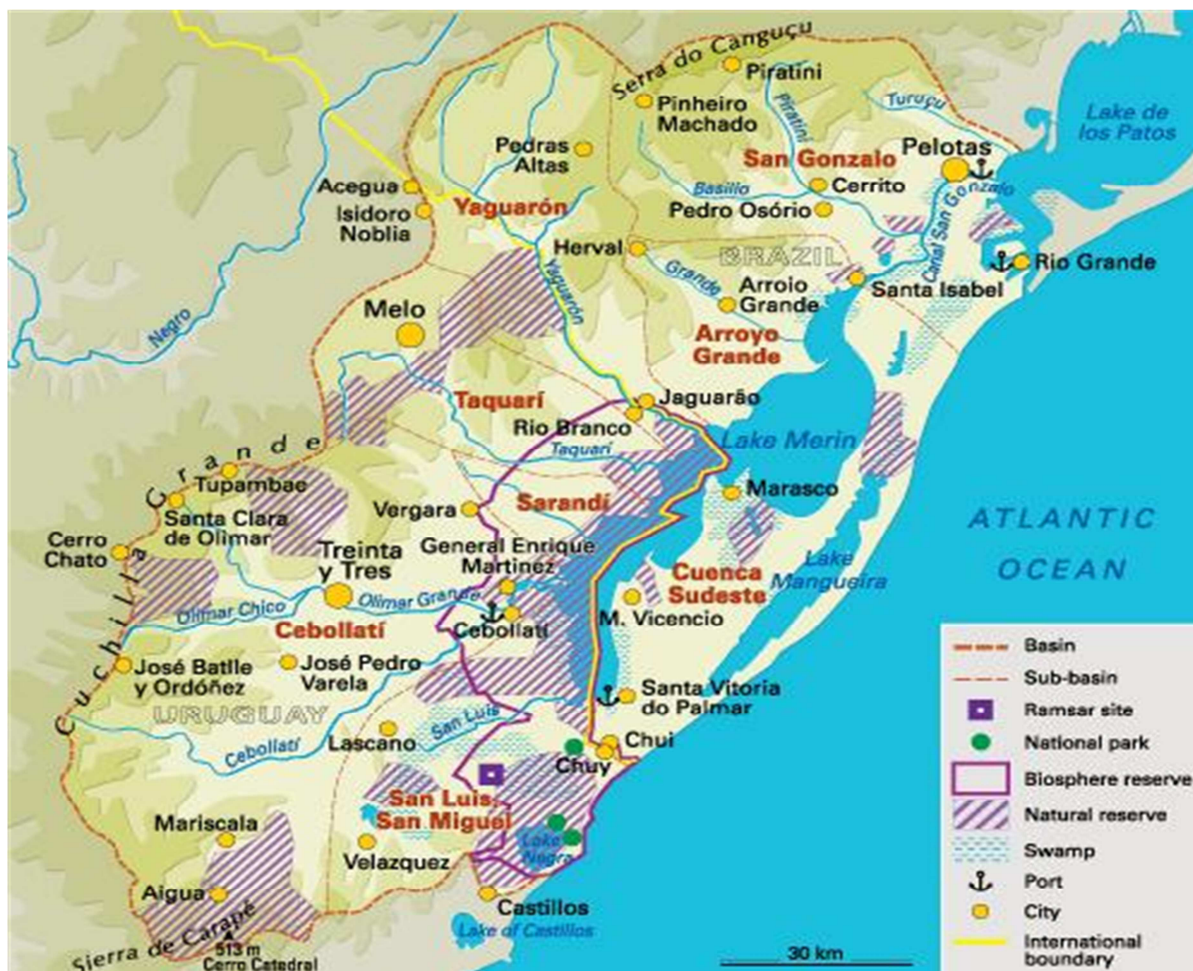 Serra do Canguçu
Piratini
Pinheiro
Machado
Piratini
Turuçu
Lake de
los Patos
Pedras
Altas
San Gonzalo
Pelotas
Acegua
Isidoro
Noblia
Yaguarón
Basilio
Cerrito
Pedro Osório
Canal San Gonzalo
Herval
BRAZIL
Rio Grande
Grande
Arroio
Grande
Santa Isabel
Yaguarón
Negro
Melo
Arroyo
Grande
Taquarí
Jaguarão
Rio Branco
Taquarí
Lake Merin
Cuchilla Grande
Tupambae
Santa Clara
de Olimar
Vergara
Sarandí
Marasco
ATLANTIC
OCEAN
Cerro
Chato
Treinta
y Tres
General Enrique
Martinez
Cuenca
Sudeste
Lake
Mangueira
Olimar Chico
Olimar Grande
Cebollatí
M. Vicencio
Cebollatí
José Batlle
y Ordóñez
José Pedro
Varela
URUGUAY
Santa Vitoria
do Palmar
San Luis
Cebollatí
Lascano
Chui
Chuy
San Luis,
San Miguel
Mariscala
Velazquez
Lake
Negra
Aigua
Castillos
Lake of Castillos
Sierra de Carapé
513 m
Cerro Catedral
30 km
Basin
Sub-basin
Ramsar site
National park
Biosphere reserve
Natural reserve
Swamp
Port
City
International
boundary